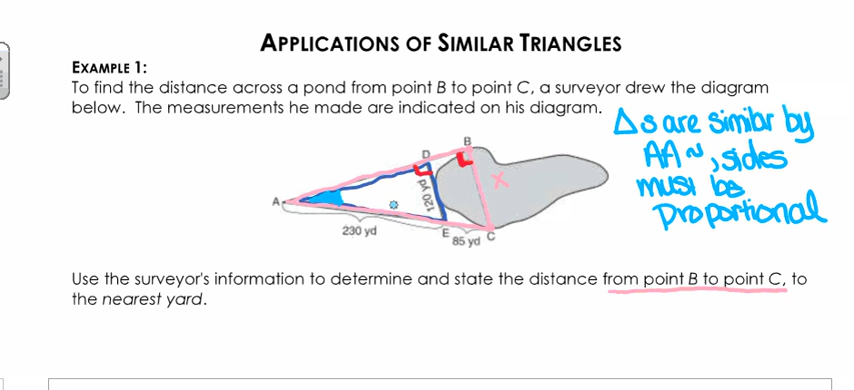 APPLICATIONS OF SIMILAR TRIANGLES
EXAMPLE 1:
To find the distance across a pond from point B to point C, a surveyor drew the diagram
below. The measurements he made are indicated on his diagram.
Δs are similar by
AA~, sides
must be
proportional
B
D
x
A
120 yd
230 yd
E
85 yd
C
Use the surveyor's information to determine and state the distance from point B to point C, to
the nearest yard.